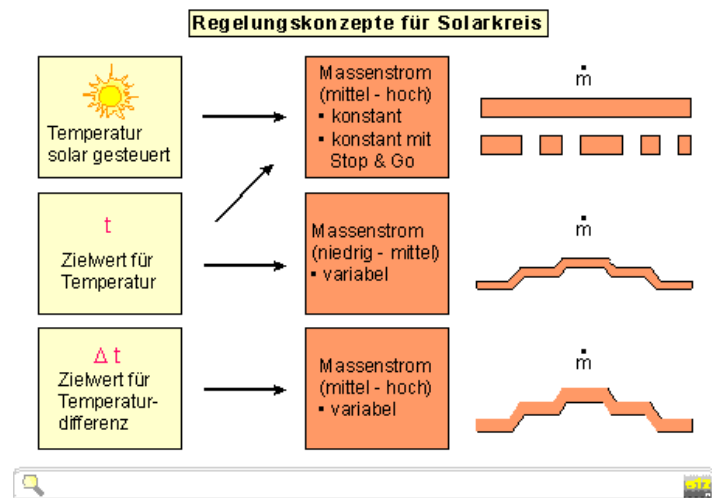 Regelungskonzepte für Solarkreis
Temperatur
solar gesteuert
Massenstrom
(mittel - hoch)
▪ konstant
▪ konstant mit
Stop & Go
ṁ
t
Zielwert für
Temperatur
Massenstrom
(niedrig - mittel)
▪ variabel
ṁ
Δ t
Zielwert für
Temperatur-
differenz
Massenstrom
(mittel - hoch)
▪ variabel
ṁ